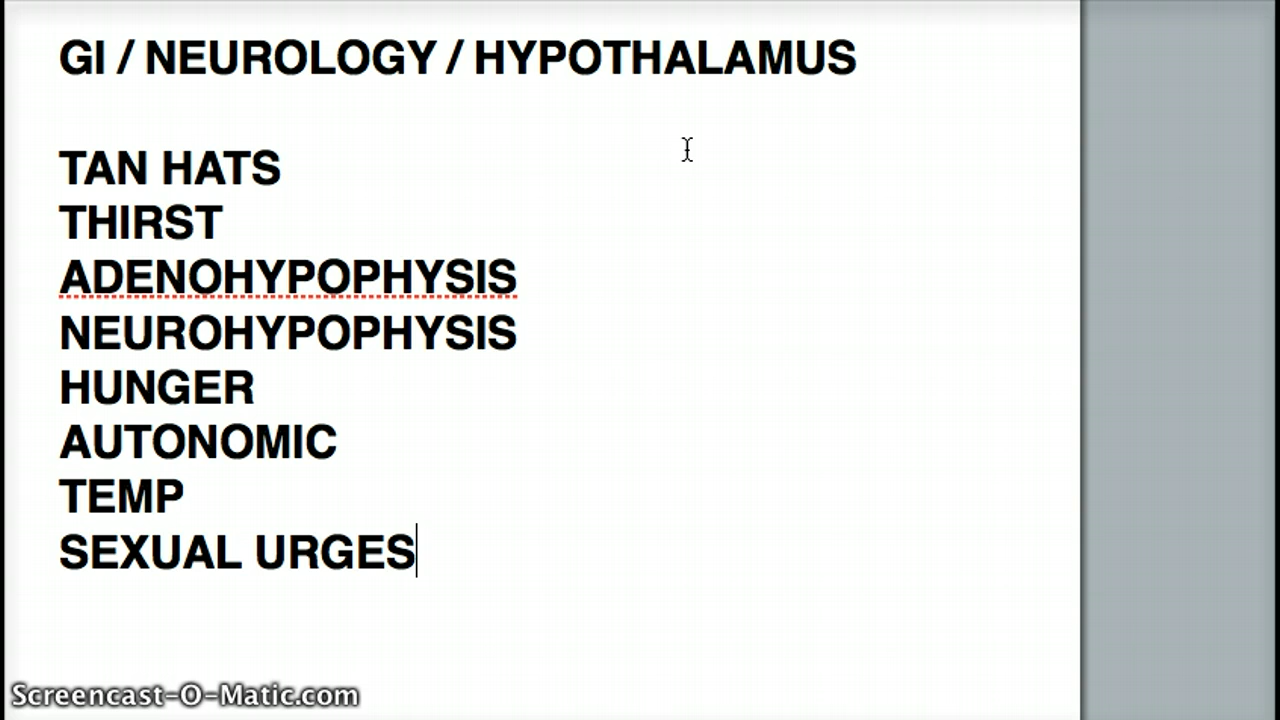 GI / NEUROLOGY / HYPOTHALAMUS
TAN HATS
THIRST
ADENOHYPOPHYSIS
NEUROHYPOPHYSIS
HUNGER
AUTONOMIC
TEMP
SEXUAL URGES
Screencast-O-Matic.com